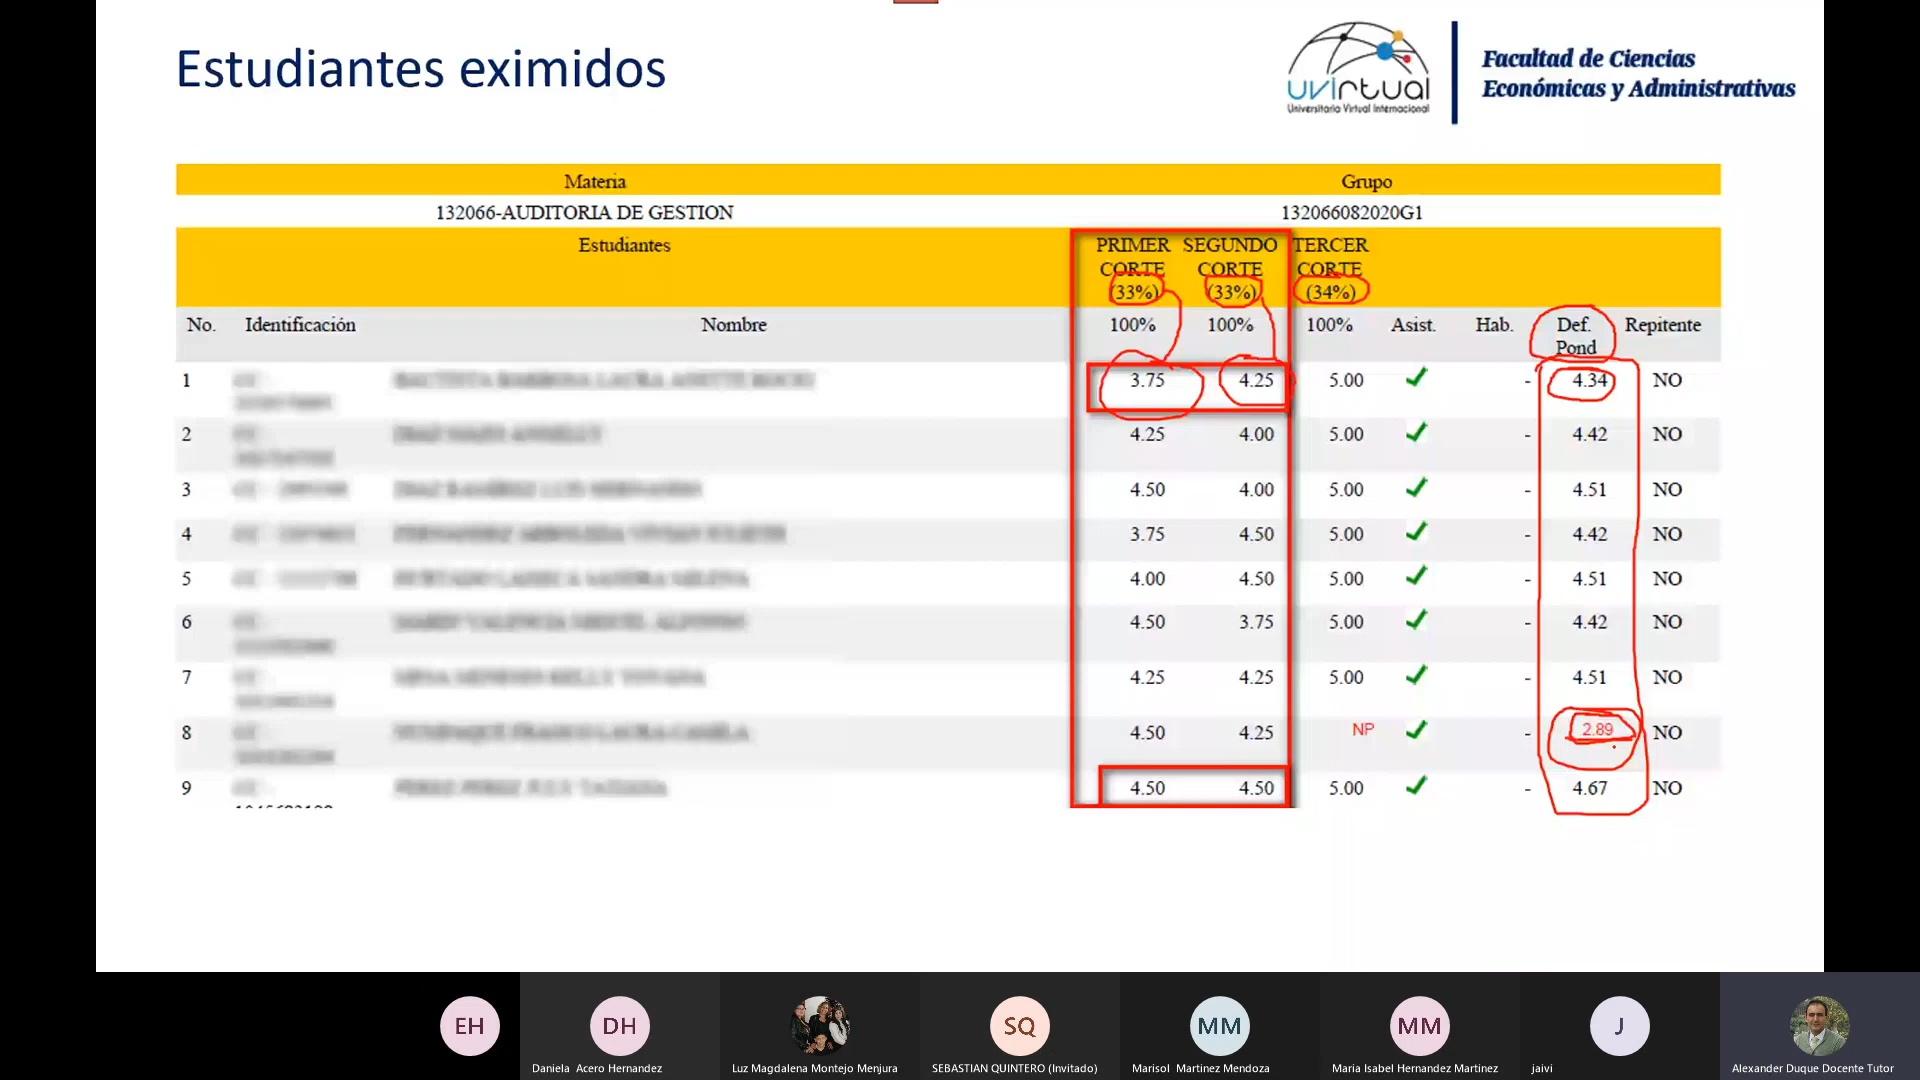 Estudiantes eximidos
uvirtual
Universitaria Virtual Internacional
Facultad de Ciencias
Económicas y Administrativas
Materia Grupo
132066-AUDITORIA DE GESTION 132066082020G1
Estudiantes PRIMER CORTE (33%) SEGUNDO CORTE (33%) TERCER CORTE (34%)
No. Identificación Nombre 100% 100% 100% Asist. Hab. Def. Pond Repitente
1 3.75 4.25 5.00 - 4.34 NO
2 4.25 4.00 5.00 - 4.42 NO
3 4.50 4.00 5.00 - 4.51 NO
4 3.75 4.50 5.00 - 4.42 NO
5 4.00 4.50 5.00 - 4.51 NO
6 4.50 3.75 5.00 - 4.42 NO
7 4.25 4.25 5.00 - 4.51 NO
8 4.50 4.25 NP - 2.89 NO
9 4.50 4.50 5.00 - 4.67 NO
EH DH SQ MM MM J
Daniela Acero Hernandez Luz Magdalena Montejo Menjura SEBASTIAN QUINTERO (Invitado) Marisol Martinez Mendoza Maria Isabel Hernandez Martinez jaivi Alexander Duque Docente Tutor